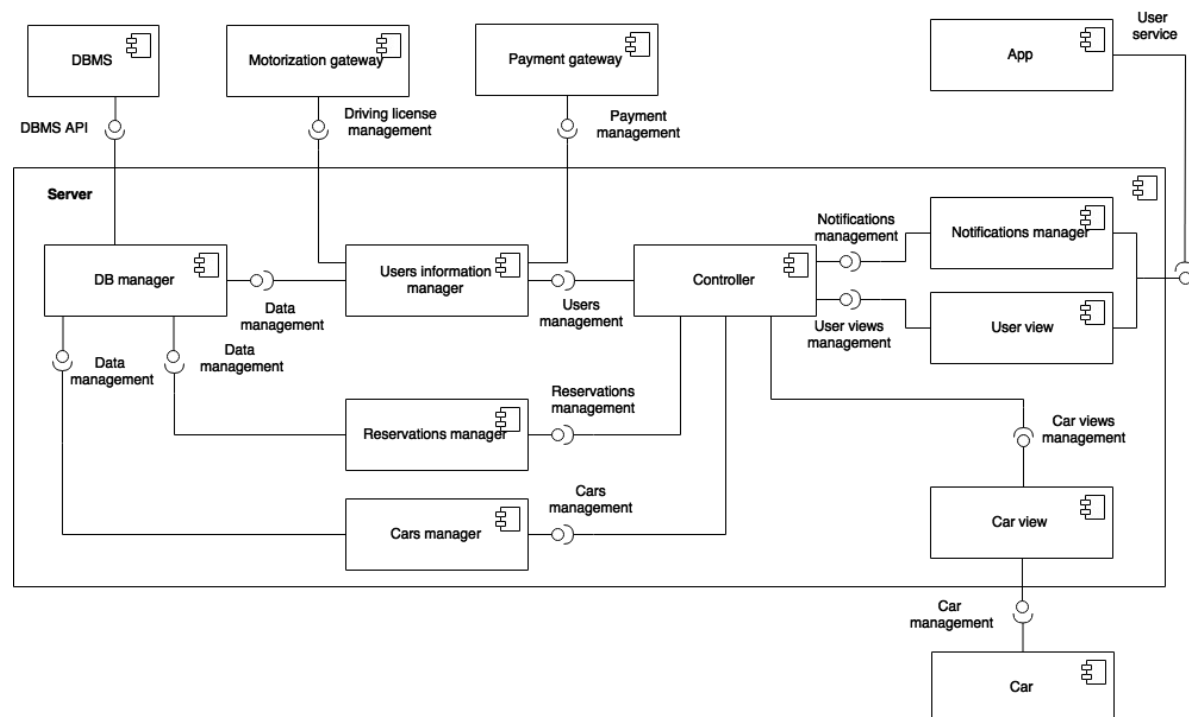 User
service
DBMS
Motorization gateway
Payment gateway
App
DBMS API
Driving license
management
Payment
management
Server
Notifications
management
Notifications manager
DB manager
Users information
manager
Controller
Data
management
Users
management
User views
management
User view
Data
management
Data
management
Reservations
management
Reservations manager
Car views
management
Cars
management
Cars manager
Car view
Car
management
Car